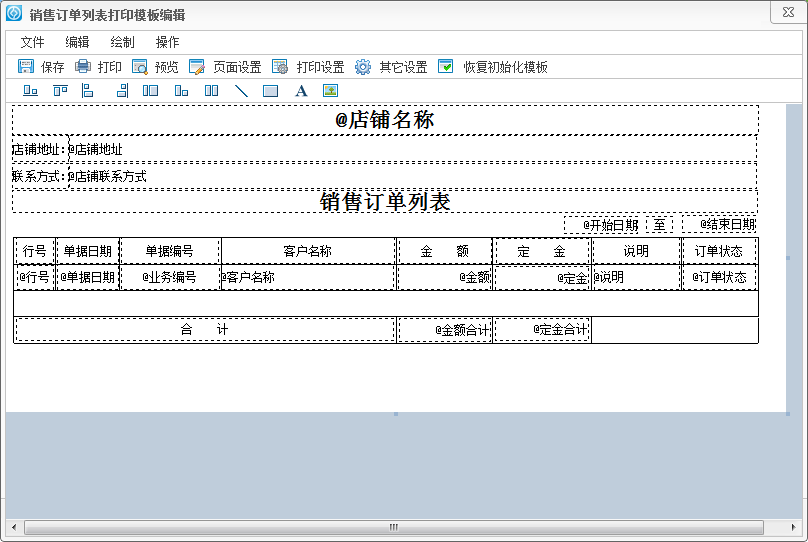 销售订单列表打印模板编辑
文件 编辑 绘制 操作
保存 打印 预览 页面设置 打印设置 其它设置 恢复初始化模板
A
@店铺名称
店铺地址:@店铺地址
联系方式:@店铺联系方式
销售订单列表
@开始日期 至 @结束日期
行号 单据日期 单据编号 客户名称 金 额 定 金 说明 订单状态
@行号 @单据日期 @业务编号 @客户名称 @金额 @定金 @说明 @订单状态
合 计 @金额合计 @定金合计